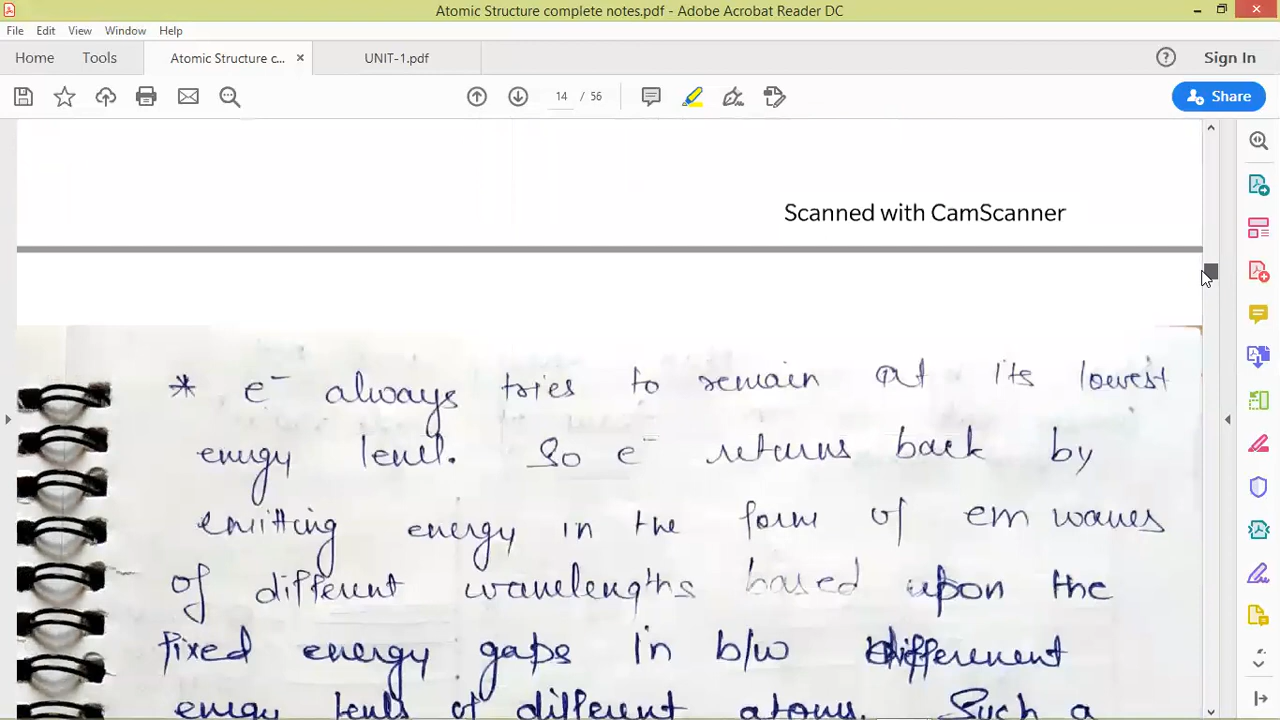 Atomic Structure complete notes.pdf - Adobe Acrobat Reader DC
File Edit View Window Help
Home Tools Atomic Structure c... × UNIT-1.pdf ? Sign In
14 / 56 Share
Scanned with CamScanner
* e⁻ always tries to remain at its lowest
energy level. So e⁻ returns back by
emitting energy in the form of em waves
of different wavelengths based upon the
fixed energy gaps in b/w different
energy levels of different atoms. Such a